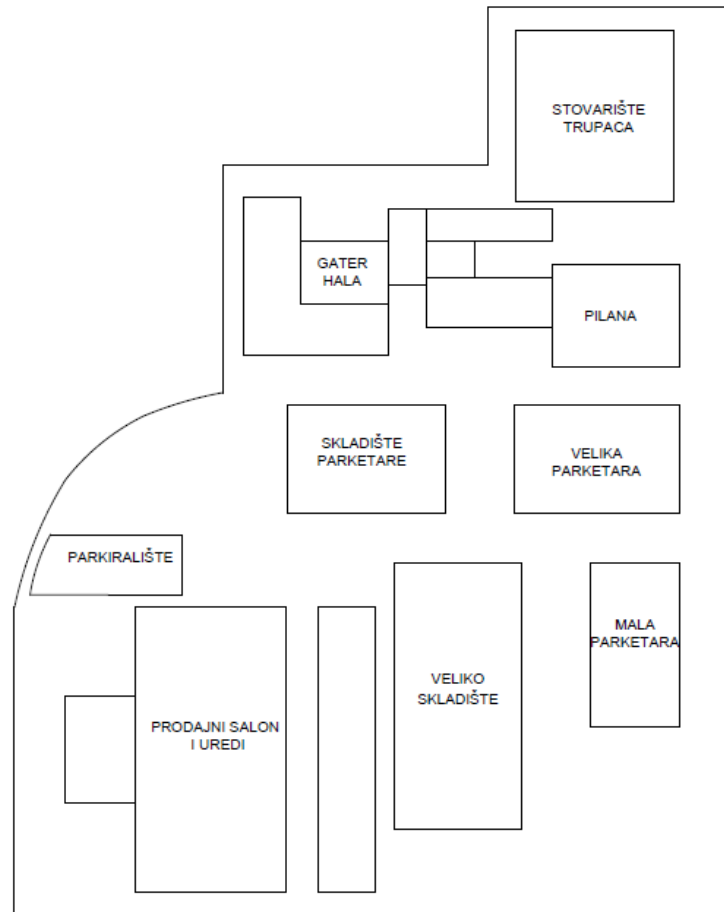 STOVARIŠTE
TRUPACA
GATER
HALA
PILANA
SKLADIŠTE
PARKETARE
VELIKA
PARKETARA
PARKIRALIŠTE
MALA
PARKETARA
VELIKO
SKLADIŠTE
PRODAJNI SALON
I UREDI